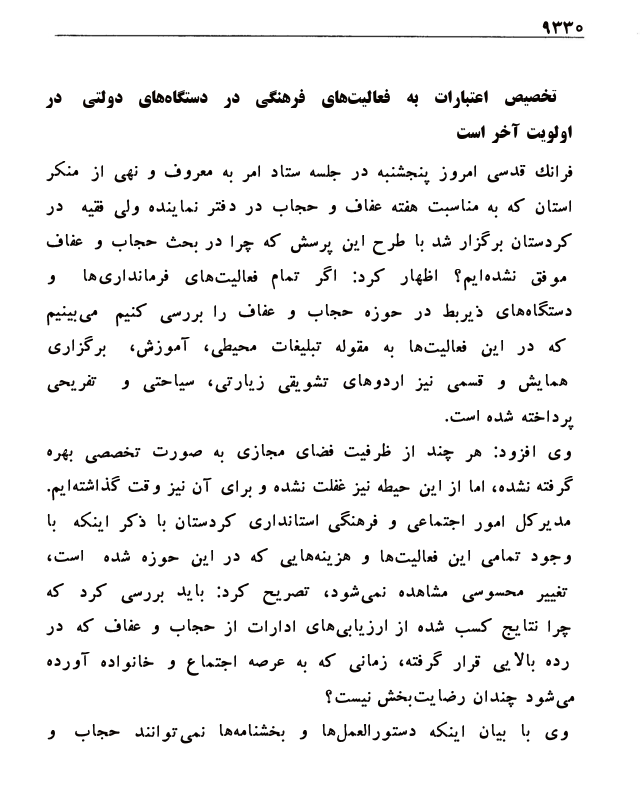 ۹۳۳۰
تخصیص اعتبارات به فعالیت‌های فرهنگی در دستگاه‌های دولتی در
اولویت آخر است
فرانك قدسی امروز پنجشنبه در جلسه ستاد امر به معروف و نهی از منکر
استان که به مناسبت هفته عفاف و حجاب در دفتر نماینده ولی فقیه در
کردستان برگزار شد با طرح این پرسش که چرا در بحث حجاب و عفاف
موفق نشده‌ایم؟ اظهار کرد: اگر تمام فعالیت‌های فرمانداری‌ها و
دستگاه‌های ذیربط در حوزه حجاب و عفاف را بررسی کنیم می‌بینیم
که در این فعالیت‌ها به مقوله تبلیغات محیطی، آموزش، برگزاری
همایش و قسمی نیز اردوهای تشویقی زیارتی، سیاحتی و تفریحی
پرداخته شده است.
وی افزود: هر چند از ظرفیت فضای مجازی به صورت تخصصی بهره
گرفته نشده، اما از این حیطه نیز غفلت نشده و برای آن نیز وقت گذاشته‌ایم.
مدیرکل امور اجتماعی و فرهنگی استانداری کردستان با ذکر اینکه با
وجود تمامی این فعالیت‌ها و هزینه‌هایی که در این حوزه شده است،
تغییر محسوسی مشاهده نمی‌شود، تصریح کرد: باید بررسی کرد که
چرا نتایج کسب شده از ارزیابی‌های ادارات از حجاب و عفاف که در
رده بالایی قرار گرفته، زمانی که به عرصه اجتماع و خانواده آورده
می‌شود چندان رضایت‌بخش نیست؟
وی با بیان اینکه دستورالعمل‌ها و بخشنامه‌ها نمی‌توانند حجاب و